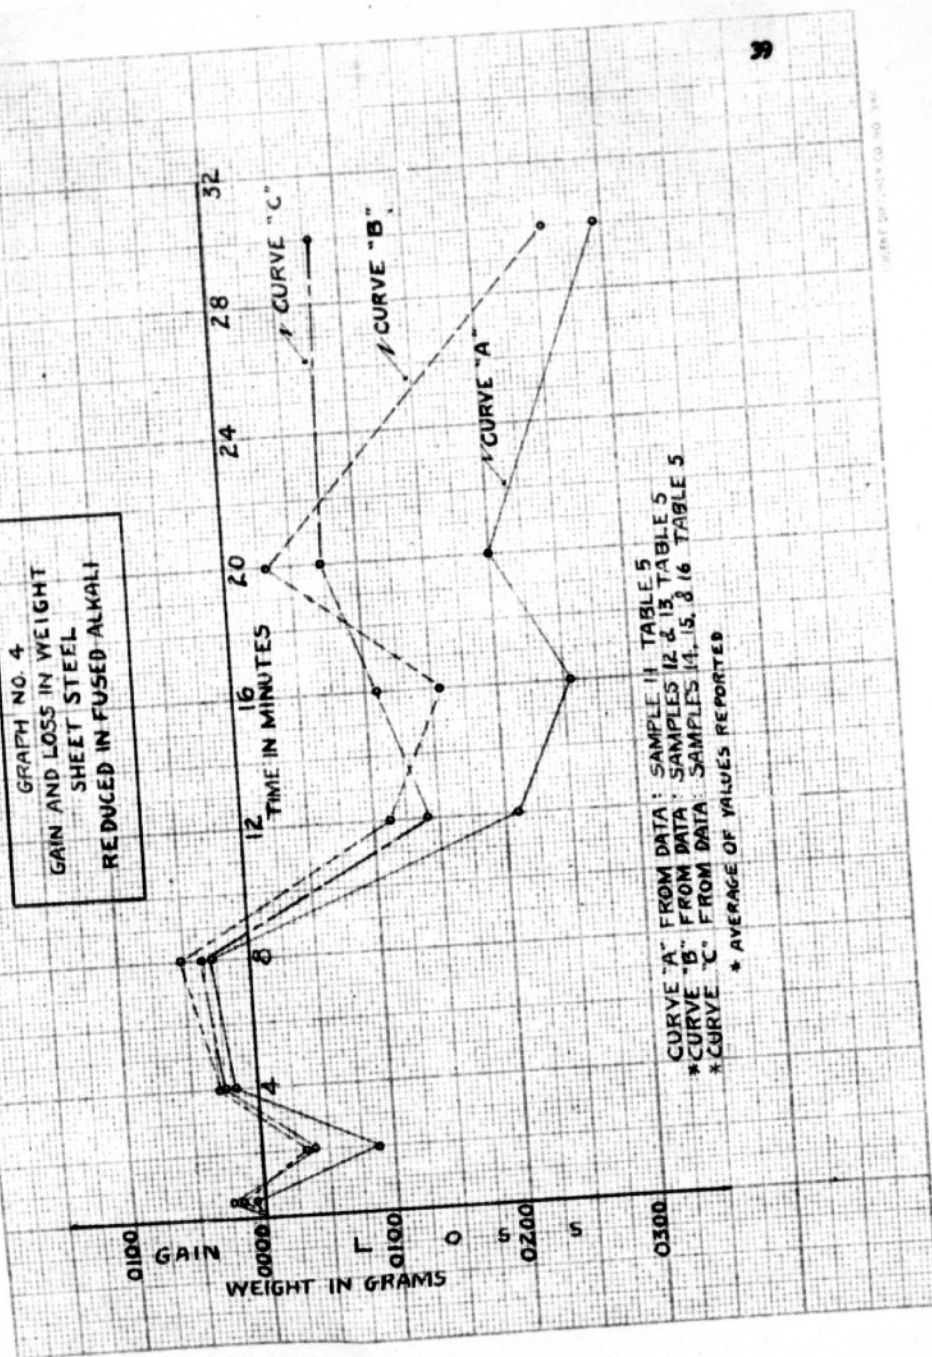 39
GRAPH NO. 4
GAIN AND LOSS IN WEIGHT
SHEET STEEL
REDUCED IN FUSED ALKALI
CURVE "C"
CURVE "B"
CURVE "A"
0100
GAIN
0000
LOSS
0100
0200
0300
WEIGHT IN GRAMS
4
8
12
16
20
24
28
32
TIME IN MINUTES
CURVE "A" FROM DATA: SAMPLE 11 TABLE 5
*CURVE "B" FROM DATA: SAMPLES 12 & 13, TABLE 5
*CURVE "C" FROM DATA: SAMPLES 14, 15, & 16 TABLE 5
* AVERAGE OF VALUES REPORTED